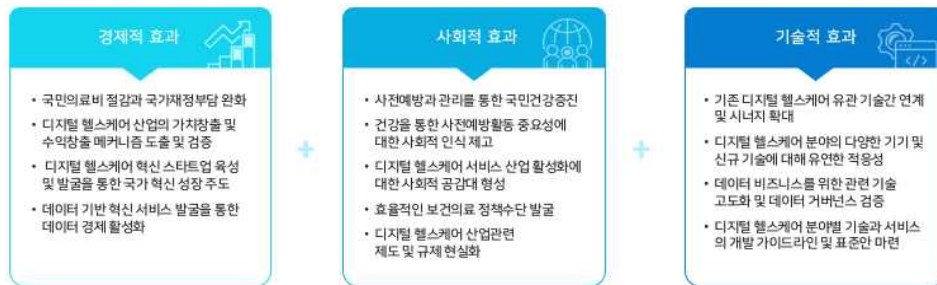 경제적 효과
• 국민의료비 절감과 국가재정부담 완화
• 디지털 헬스케어 산업의 가치창출 및
수익창출 메커니즘 도출 및 검증
• 디지털 헬스케어 혁신 스타트업 육성
및 발굴을 통한 국가 혁신 성장 주도
• 데이터 기반 혁신 서비스 발굴을 통한
데이터 경제 활성화
+
사회적 효과
• 사전예방과 관리를 통한 국민건강증진
• 건강을 통한 사전예방활동 중요성에
대한 사회적 인식 제고
• 디지털 헬스케어 서비스 산업 활성화에
대한 사회적 공감대 형성
• 효율적인 보건의료 정책수단 발굴
• 디지털 헬스케어 산업관련
제도 및 규제 현실화
+
기술적 효과
</>
• 기존 디지털 헬스케어 유관 기술간 연계
및 시너지 확대
• 디지털 헬스케어 분야의 다양한 기기 및
신규 기술에 대해 유연한 적응성
• 데이터 비즈니스를 위한 관련 기술
고도화 및 데이터 거버넌스 검증
• 디지털 헬스케어 분야별 기술과 서비스
의 개발 가이드라인 및 표준안 마련